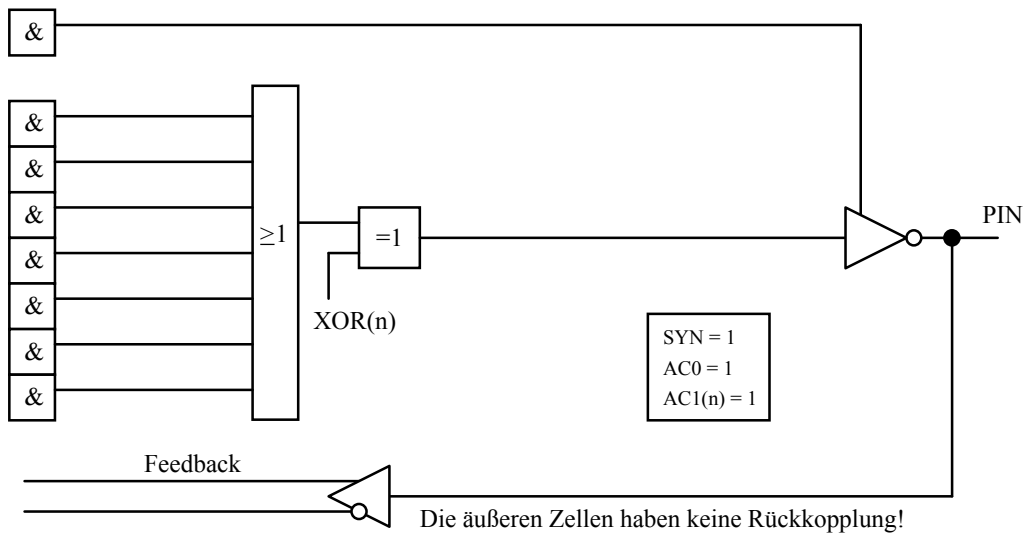 &
&
&
&
&
&
&
&
≥1
=1
PIN
XOR(n)
SYN = 1
AC0 = 1
AC1(n) = 1
Feedback
Die äußeren Zellen haben keine Rückkopplung!